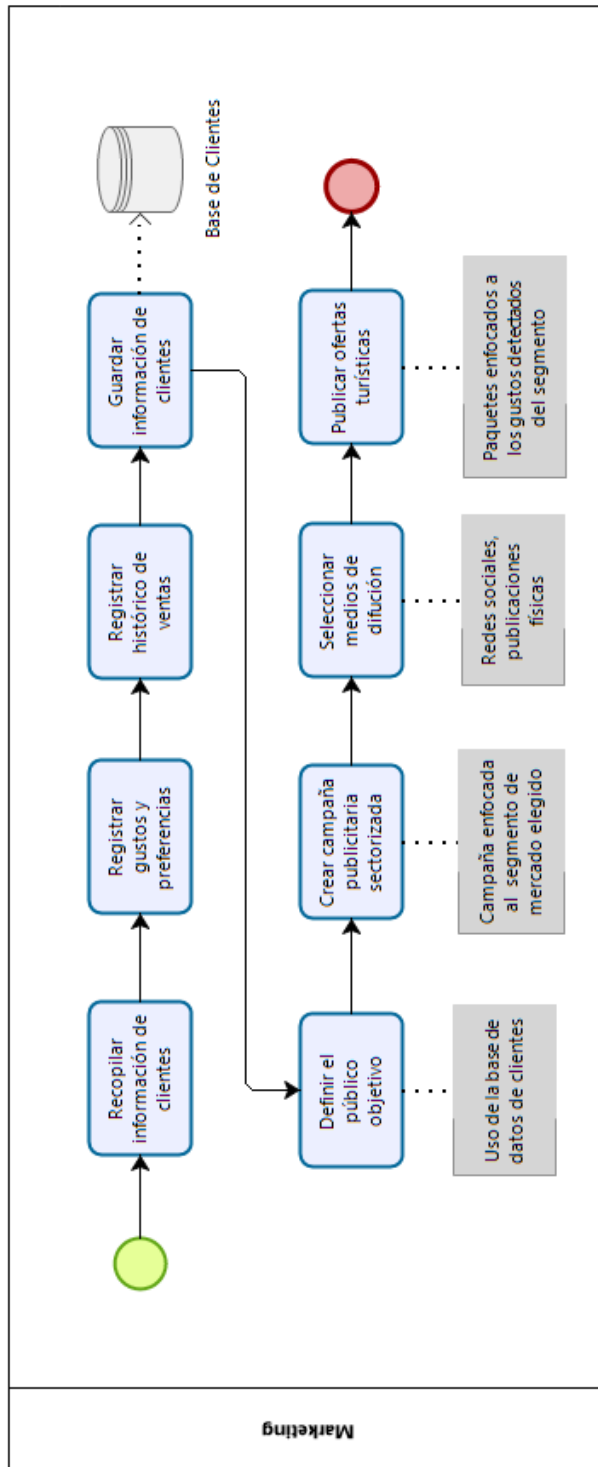 Marketing
Recopilar
información de
clientes
Registrar
gustos y
preferencias
Registrar
histórico de
ventas
Guardar
información de
clientes
Base de Clientes
Definir el
público
objetivo
Crear campaña
publicitaria
sectorizada
Seleccionar
medios de
difución
Publicar ofertas
turísticas
Uso de la base de
datos de clientes
Campaña enfocada
al segmento de
mercado elegido
Redes sociales,
publicaciones
físicas
Paquetes enfocados a
los gustos detectados
del segmento